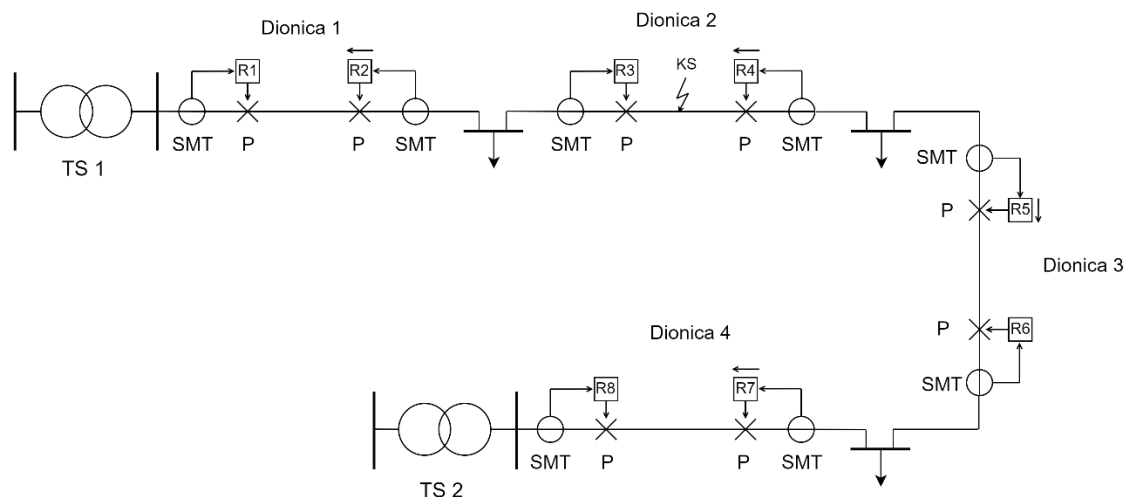 Dionica 1
Dionica 2
R1
R2
R3
KS
R4
SMT
P
P
SMT
SMT
P
P
SMT
TS 1
SMT
P
R5
Dionica 3
P
R6
SMT
Dionica 4
R8
R7
SMT
P
P
SMT
TS 2